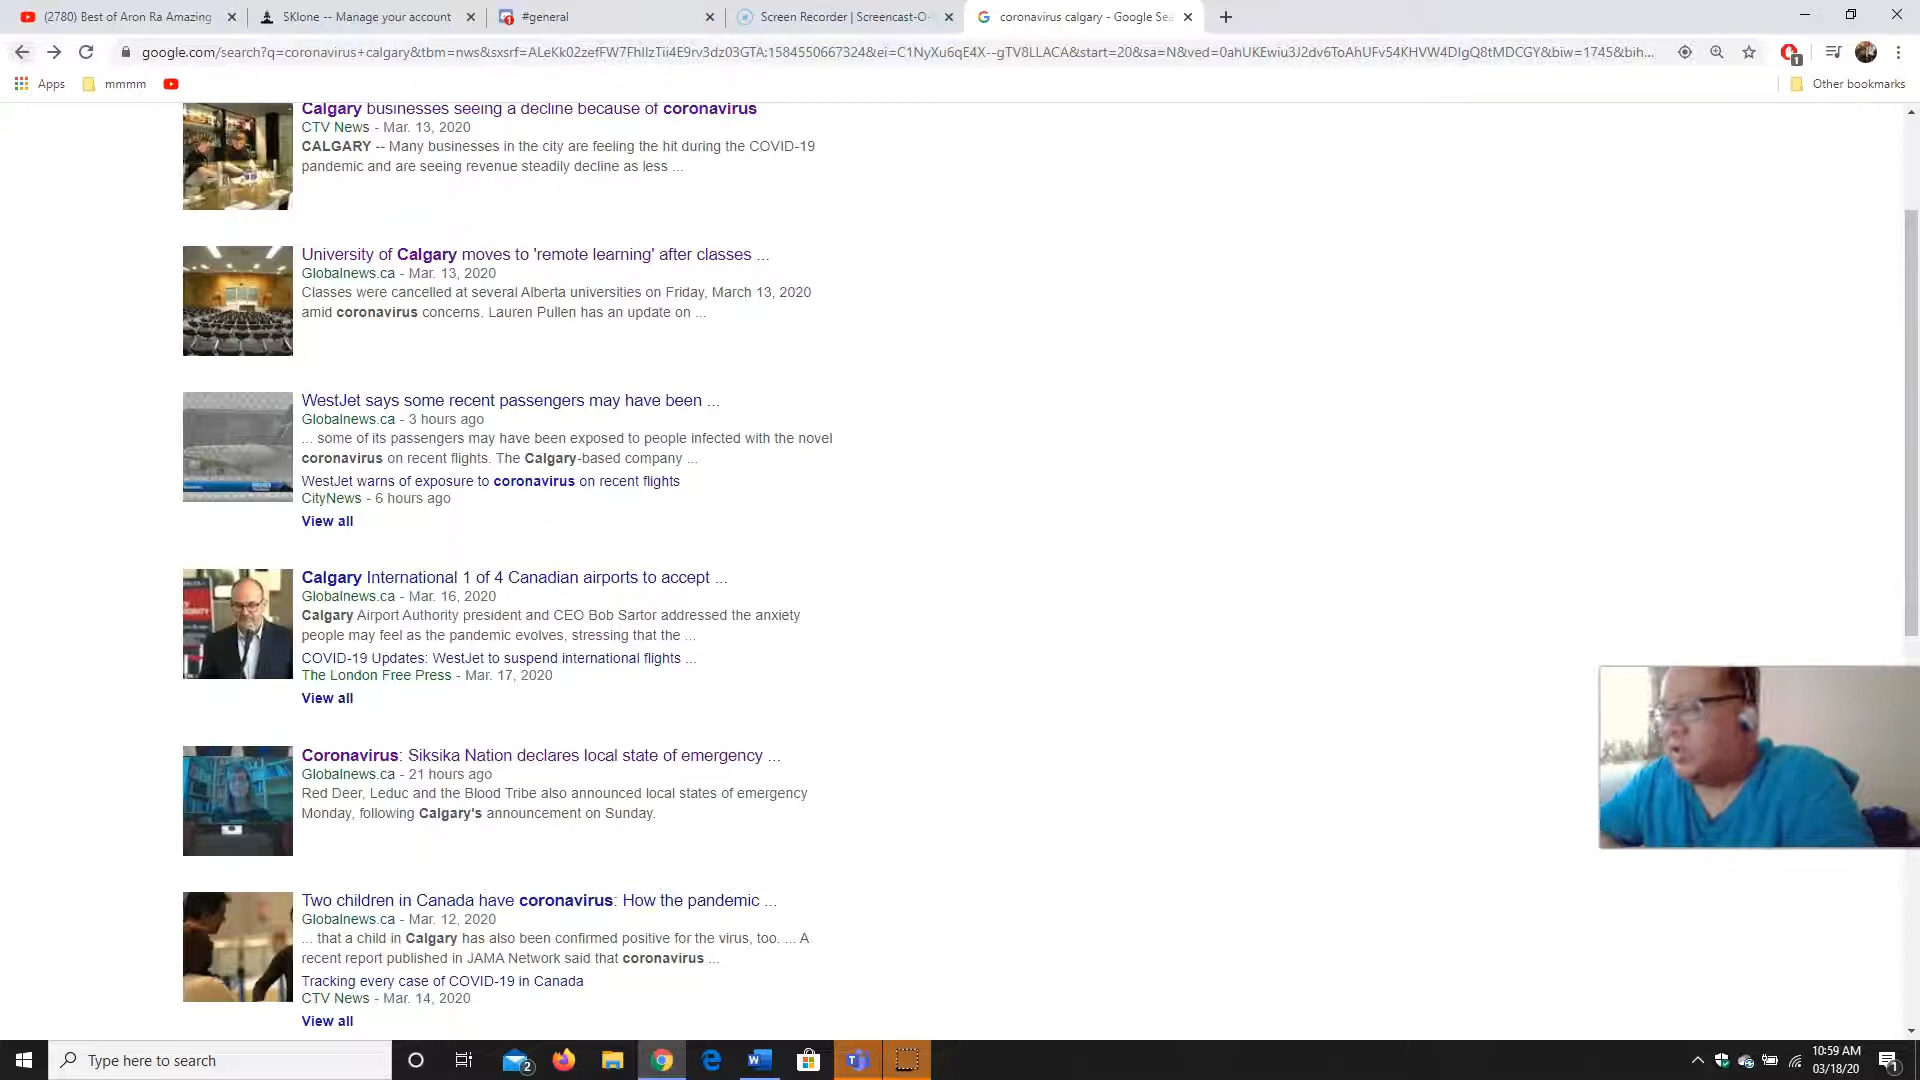 (2780) Best of Aron Ra Amazing
SKlone -- Manage your account
#general
Screen Recorder | Screencast-O-
coronavirus calgary - Google Sea
google.com/search?q=coronavirus+calgary&tbm=nws&sxsrf=ALeKk02zefFW7FhIIzTii4E9rv3dz03GTA:1584550667324&ei=C1NyXu6qE4X--gTV8LLACA&start=20&sa=N&ved=0ahUKEwiu3J2dv6ToAhUFv54KHVW4DIgQ8tMDCGY&biw=1745&bih...
1
Apps
mmmm
Other bookmarks
Calgary businesses seeing a decline because of coronavirus
CTV News - Mar. 13, 2020
CALGARY -- Many businesses in the city are feeling the hit during the COVID-19
pandemic and are seeing revenue steadily decline as less ...
University of Calgary moves to 'remote learning' after classes ...
Globalnews.ca - Mar. 13, 2020
Classes were cancelled at several Alberta universities on Friday, March 13, 2020
amid coronavirus concerns. Lauren Pullen has an update on ...
WestJet says some recent passengers may have been ...
Globalnews.ca - 3 hours ago
... some of its passengers may have been exposed to people infected with the novel
coronavirus on recent flights. The Calgary-based company ...
WestJet warns of exposure to coronavirus on recent flights
CityNews - 6 hours ago
View all
Calgary International 1 of 4 Canadian airports to accept ...
Globalnews.ca - Mar. 16, 2020
Calgary Airport Authority president and CEO Bob Sartor addressed the anxiety
people may feel as the pandemic evolves, stressing that the ...
COVID-19 Updates: WestJet to suspend international flights ...
The London Free Press - Mar. 17, 2020
View all
Coronavirus: Siksika Nation declares local state of emergency ...
Globalnews.ca - 21 hours ago
Red Deer, Leduc and the Blood Tribe also announced local states of emergency
Monday, following Calgary's announcement on Sunday.
Two children in Canada have coronavirus: How the pandemic ...
Globalnews.ca - Mar. 12, 2020
... that a child in Calgary has also been confirmed positive for the virus, too. ... A
recent report published in JAMA Network said that coronavirus ...
Tracking every case of COVID-19 in Canada
CTV News - Mar. 14, 2020
View all
Type here to search
2
10:59 AM
03/18/20
1